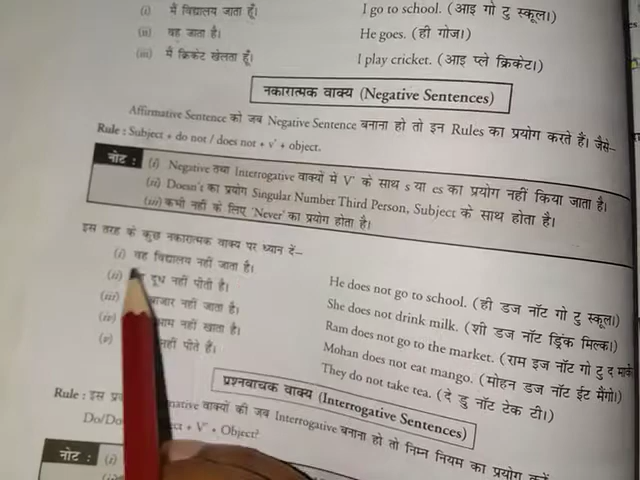 (i) मैं विद्यालय जाता हूँ। I go to school. (आइ गो टु स्कूल।)
(ii) वह जाता है। He goes. (ही गोज।)
(iii) मैं क्रिकेट खेलता हूँ। I play cricket. (आइ प्ले क्रिकेट।)
नकारात्मक वाक्य (Negative Sentences)
Affirmative Sentence को जब Negative Sentence बनाना हो तो इन Rules का प्रयोग करते हैं। जैसे–
Rule : Subject + do not / does not + v' + object.
नोट : (i) Negative तथा Interrogative वाक्यों में V' के साथ s या es का प्रयोग नहीं किया जाता है।
(ii) Doesn't का प्रयोग Singular Number Third Person, Subject के साथ होता है।
(iii) कभी नहीं के लिए 'Never' का प्रयोग होता है।
इस तरह के कुछ नकारात्मक वाक्य पर ध्यान दें–
(i) वह विद्यालय नहीं जाता है। He does not go to school. (ही डज नॉट गो टु स्कूल।)
(ii) दूध नहीं पीती है। She does not drink milk. (शी डज नॉट ड्रिंक मिल्क।)
(iii) बाजार नहीं जाता है। Ram does not go to the market. (राम इज नॉट गो टु द
(iv) आम नहीं खाता है। Mohan does not eat mango. (मोहन डज नॉट ईट मैंगो।)
(v) नहीं पीते हैं। They do not take tea. (दे डु नॉट टेक टी।)
प्रश्नवाचक वाक्य (Interrogative Sentences)
Rule : इस वाक्यों की जब Interrogative बनाना हो तो निम्न नियम का प्रयोग करें
+ V' + Object?
नोट : (i)